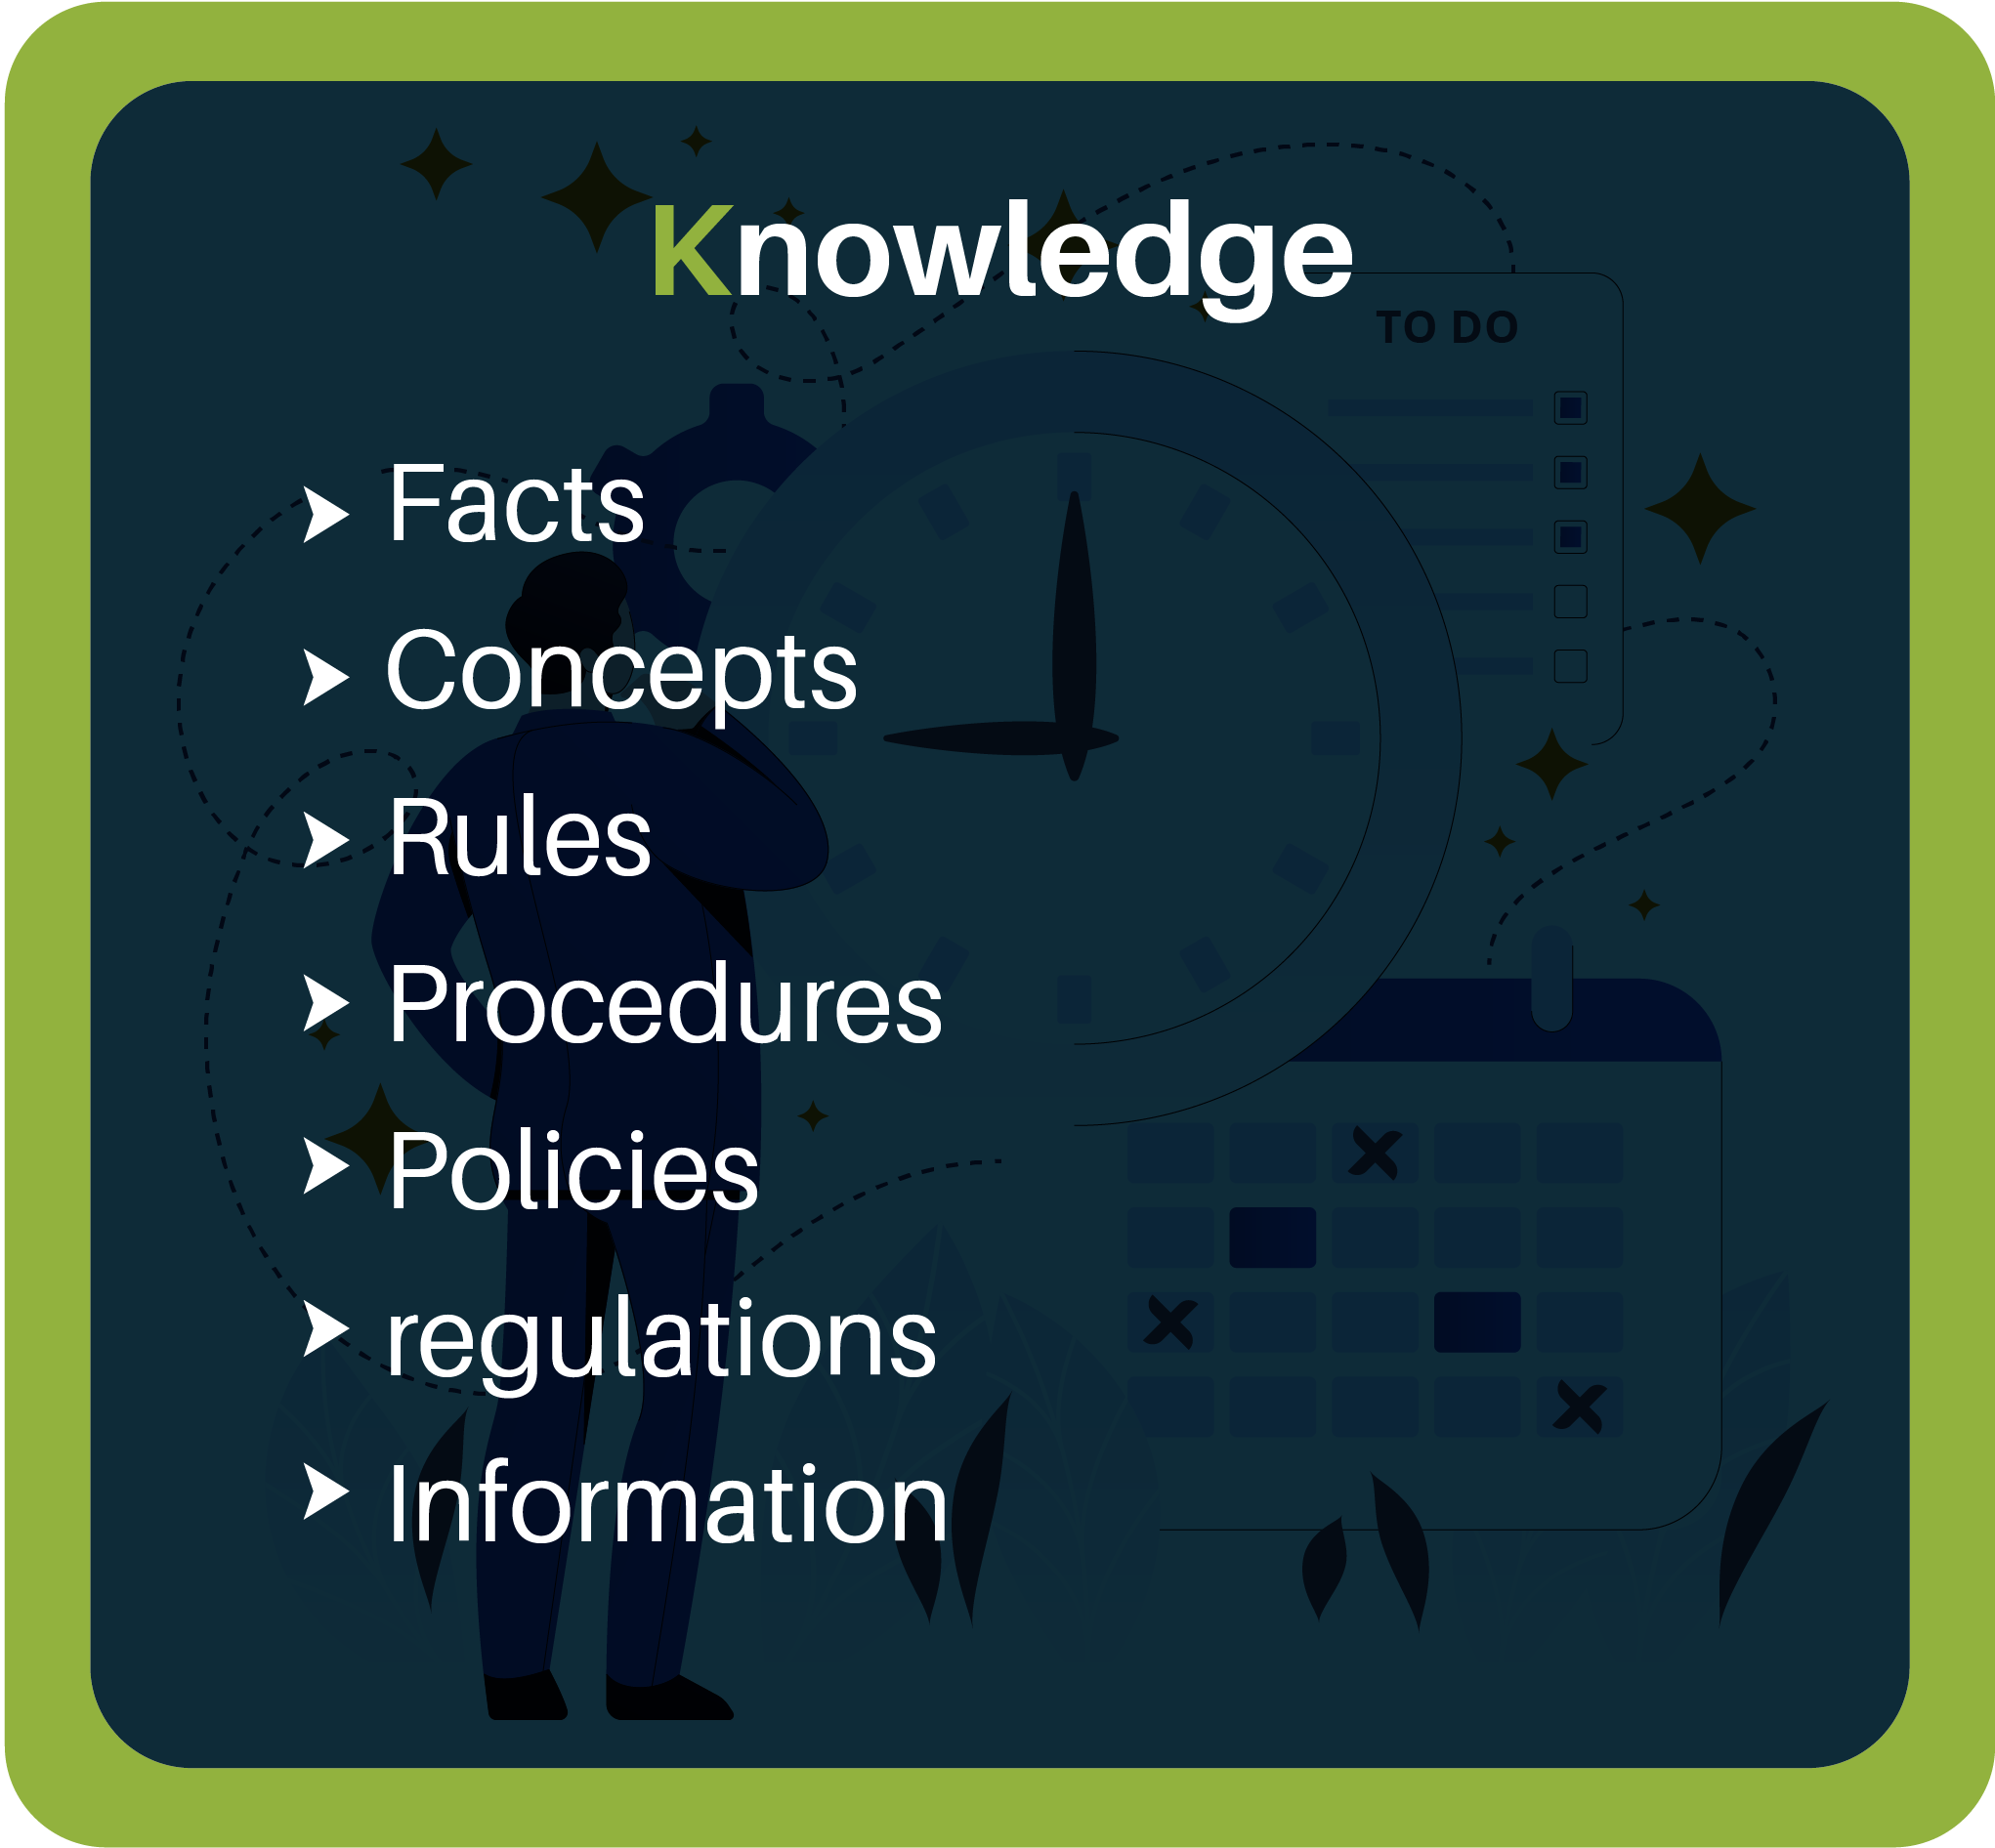 Knowledge
TO DO
Facts
Concepts
Rules
Procedures
Policies
regulations
Information